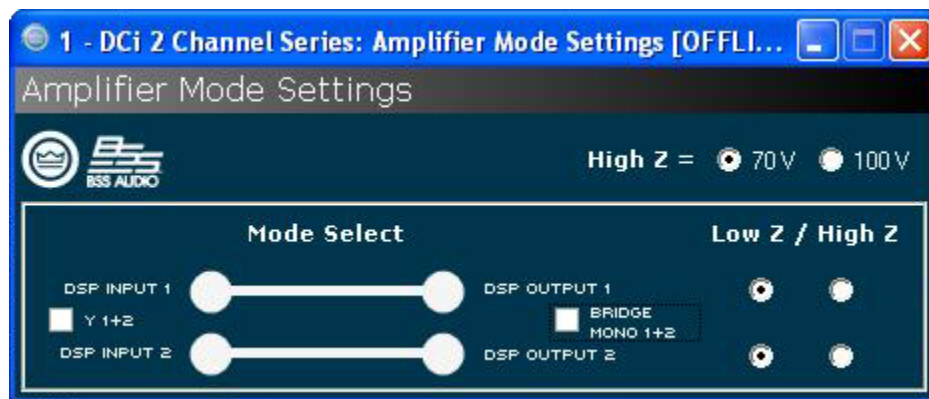 1 - DCi 2 Channel Series: Amplifier Mode Settings [OFFLI...
Amplifier Mode Settings
BSS AUDIO
High Z = 70V 100V
Mode Select
Low Z / High Z
DSP INPUT 1
DSP OUTPUT 1
Y 1+2
BRIDGE
MONO 1+2
DSP INPUT 2
DSP OUTPUT 2